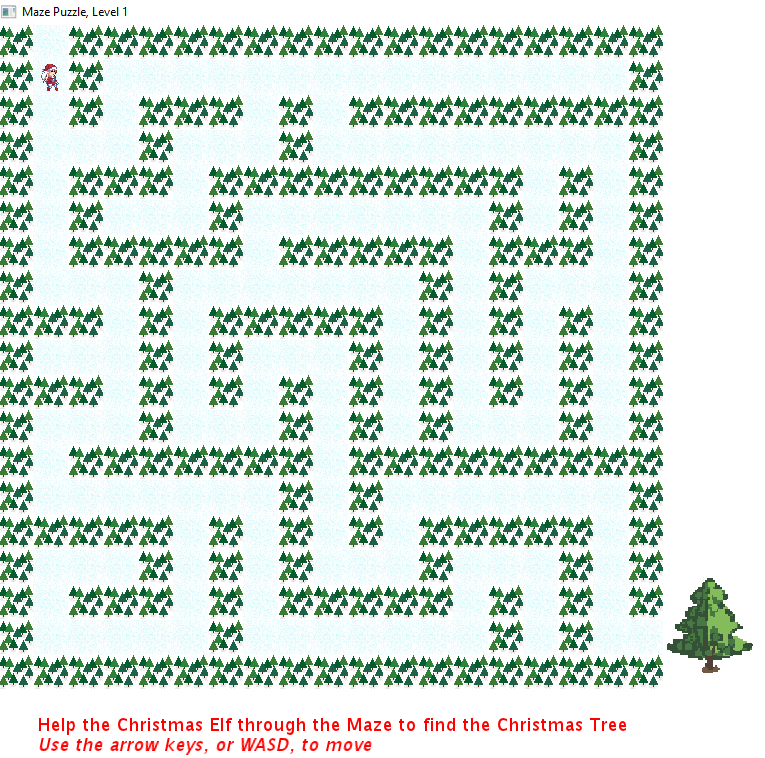 Maze Puzzle, Level 1
Help the Christmas Elf through the Maze to find the Christmas Tree
Use the arrow keys, or WASD, to move